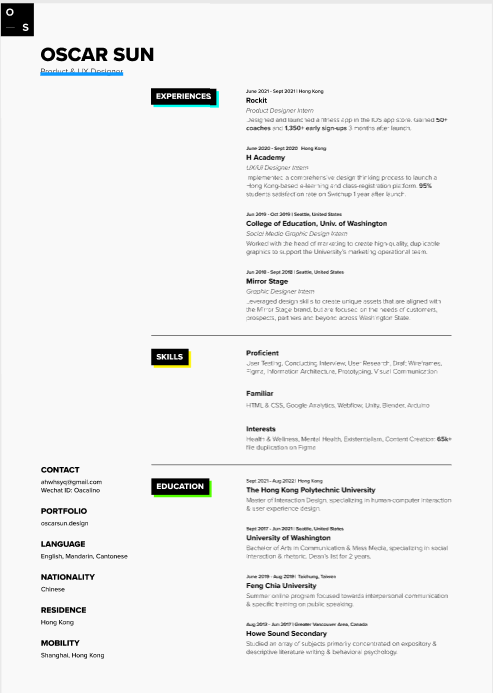 O
S
OSCAR SUN
Product & UX Designer
EXPERIENCES
June 2021 - Sept 2021 | Hong Kong
Rockit
Product Designer Intern
Designed and launched a fitness app in the iOS app store. Gained 50+
coaches and 1,350+ early sign-ups 3 months after launch.
June 2020 - Sept 2020 Hong Kong
H Academy
UX/UI Designer Intern
Implemented a comprehensive design thinking process to launch a
Hong Kong-based e-learning and class-registration platform. 95%
students satisfaction rate on Switchup 1 year after launch.
Jun 2019 - Oct 2019 | Seattle, United States
College of Education, Univ. of Washington
Social Media Graphic Design Intern
Worked with the head of marketing to create high-quality, duplicable
graphics to support the University's marketing operational team.
Jun 2018 - Sept 2018 | Seattle, United States
Mirror Stage
Graphic Designer Intern
Leveraged design skills to create unique assets that are aligned with
the Mirror Stage brand, but are focused on the needs of customers,
prospects, partners and beyond across Washington State.
SKILLS
Proficient
User Testing, Conducting Interview, User Research, Draft Wireframes,
Figma, Information Architecture, Prototyping, Visual Communication
Familiar
HTML & CSS, Google Analytics, Webflow, Unity, Blender, Arduino
Interests
Health & Wellness, Mental Health, Existentialism, Content Creation: 65k+
file duplication on Figma
EDUCATION
Sept 2021 - Aug 2022 | Hong Kong
The Hong Kong Polytechnic University
Master of Interaction Design, specializing in human-computer interaction
& user experience design
Sept 2017 - Jun 2021 | Seattle, United States
University of Washington
Bachelor of Arts in Communication & Mass Media, specializing in social
interaction & rhetoric. Dean's list for 2 years.
June 2019 - Aug 2019 | Taichung, Taiwan
Feng Chia University
Summer online program focused towards interpersonal communication
& specific training on public speaking.
Aug 2013 - Jun 2017 | Greater Vancouver Area, Canada
Howe Sound Secondary
Studied an array of subjects primarily concentrated on expository &
descriptive literature writing & behavioral psychology.
CONTACT
Wechat ID: Oscalino
PORTFOLIO
oscarsun.design
LANGUAGE
English, Mandarin, Cantonese
NATIONALITY
Chinese
RESIDENCE
Hong Kong
MOBILITY
Shanghai, Hong Kong